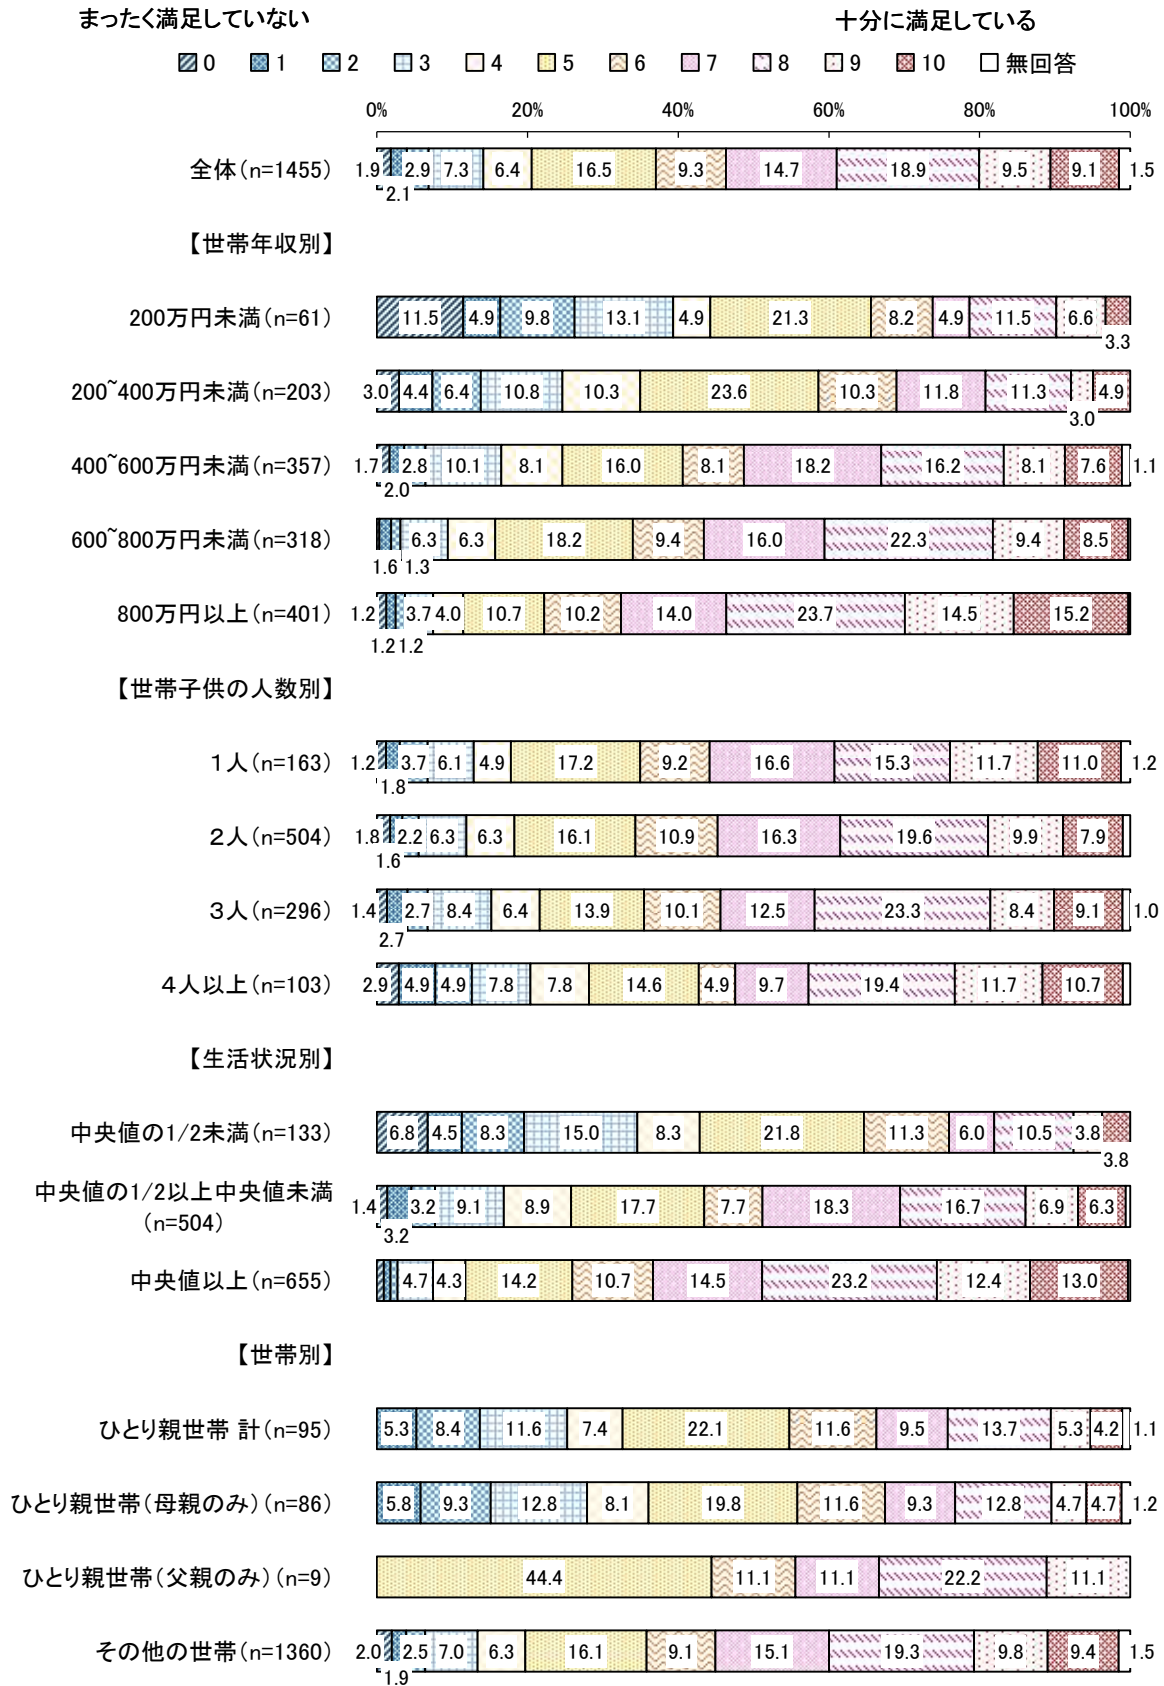 まったく満足していない 十分に満足している
0 1 2 3 4 5 6 7 8 9 10 無回答
0% 20% 40% 60% 80% 100%
全体(n=1455) 1.9 2.9 7.3 6.4 16.5 9.3 14.7 18.9 9.5 9.1 1.5
2.1
【世帯年収別】
200万円未満(n=61) 11.5 4.9 9.8 13.1 4.9 21.3 8.2 4.9 11.5 6.6
3.3
200~400万円未満(n=203) 3.0 4.4 6.4 10.8 10.3 23.6 10.3 11.8 11.3 4.9
3.0
400~600万円未満(n=357) 1.7 2.8 10.1 8.1 16.0 8.1 18.2 16.2 8.1 7.6 1.1
2.0
600~800万円未満(n=318) 6.3 6.3 18.2 9.4 16.0 22.3 9.4 8.5
1.6 1.3
800万円以上(n=401) 1.2 3.7 4.0 10.7 10.2 14.0 23.7 14.5 15.2
1.2 1.2
【世帯子供の人数別】
1人(n=163) 1.2 3.7 6.1 4.9 17.2 9.2 16.6 15.3 11.7 11.0 1.2
1.8
2人(n=504) 1.8 2.2 6.3 6.3 16.1 10.9 16.3 19.6 9.9 7.9
1.6
3人(n=296) 1.4 2.7 8.4 6.4 13.9 10.1 12.5 23.3 8.4 9.1 1.0
2.7
4人以上(n=103) 2.9 4.9 4.9 7.8 7.8 14.6 4.9 9.7 19.4 11.7 10.7
【生活状況別】
中央値の1/2未満(n=133) 6.8 4.5 8.3 15.0 8.3 21.8 11.3 6.0 10.5 3.8
3.8
中央値の1/2以上中央値未満
(n=504) 1.4 3.2 9.1 8.9 17.7 7.7 18.3 16.7 6.9 6.3
3.2
中央値以上(n=655) 4.7 4.3 14.2 10.7 14.5 23.2 12.4 13.0
【世帯別】
ひとり親世帯 計(n=95) 5.3 8.4 11.6 7.4 22.1 11.6 9.5 13.7 5.3 4.2 1.1
ひとり親世帯(母親のみ)(n=86) 5.8 9.3 12.8 8.1 19.8 11.6 9.3 12.8 4.7 4.7 1.2
ひとり親世帯(父親のみ)(n=9) 44.4 11.1 11.1 22.2 11.1
その他の世帯(n=1360) 2.0 2.5 7.0 6.3 16.1 9.1 15.1 19.3 9.8 9.4 1.5
1.9